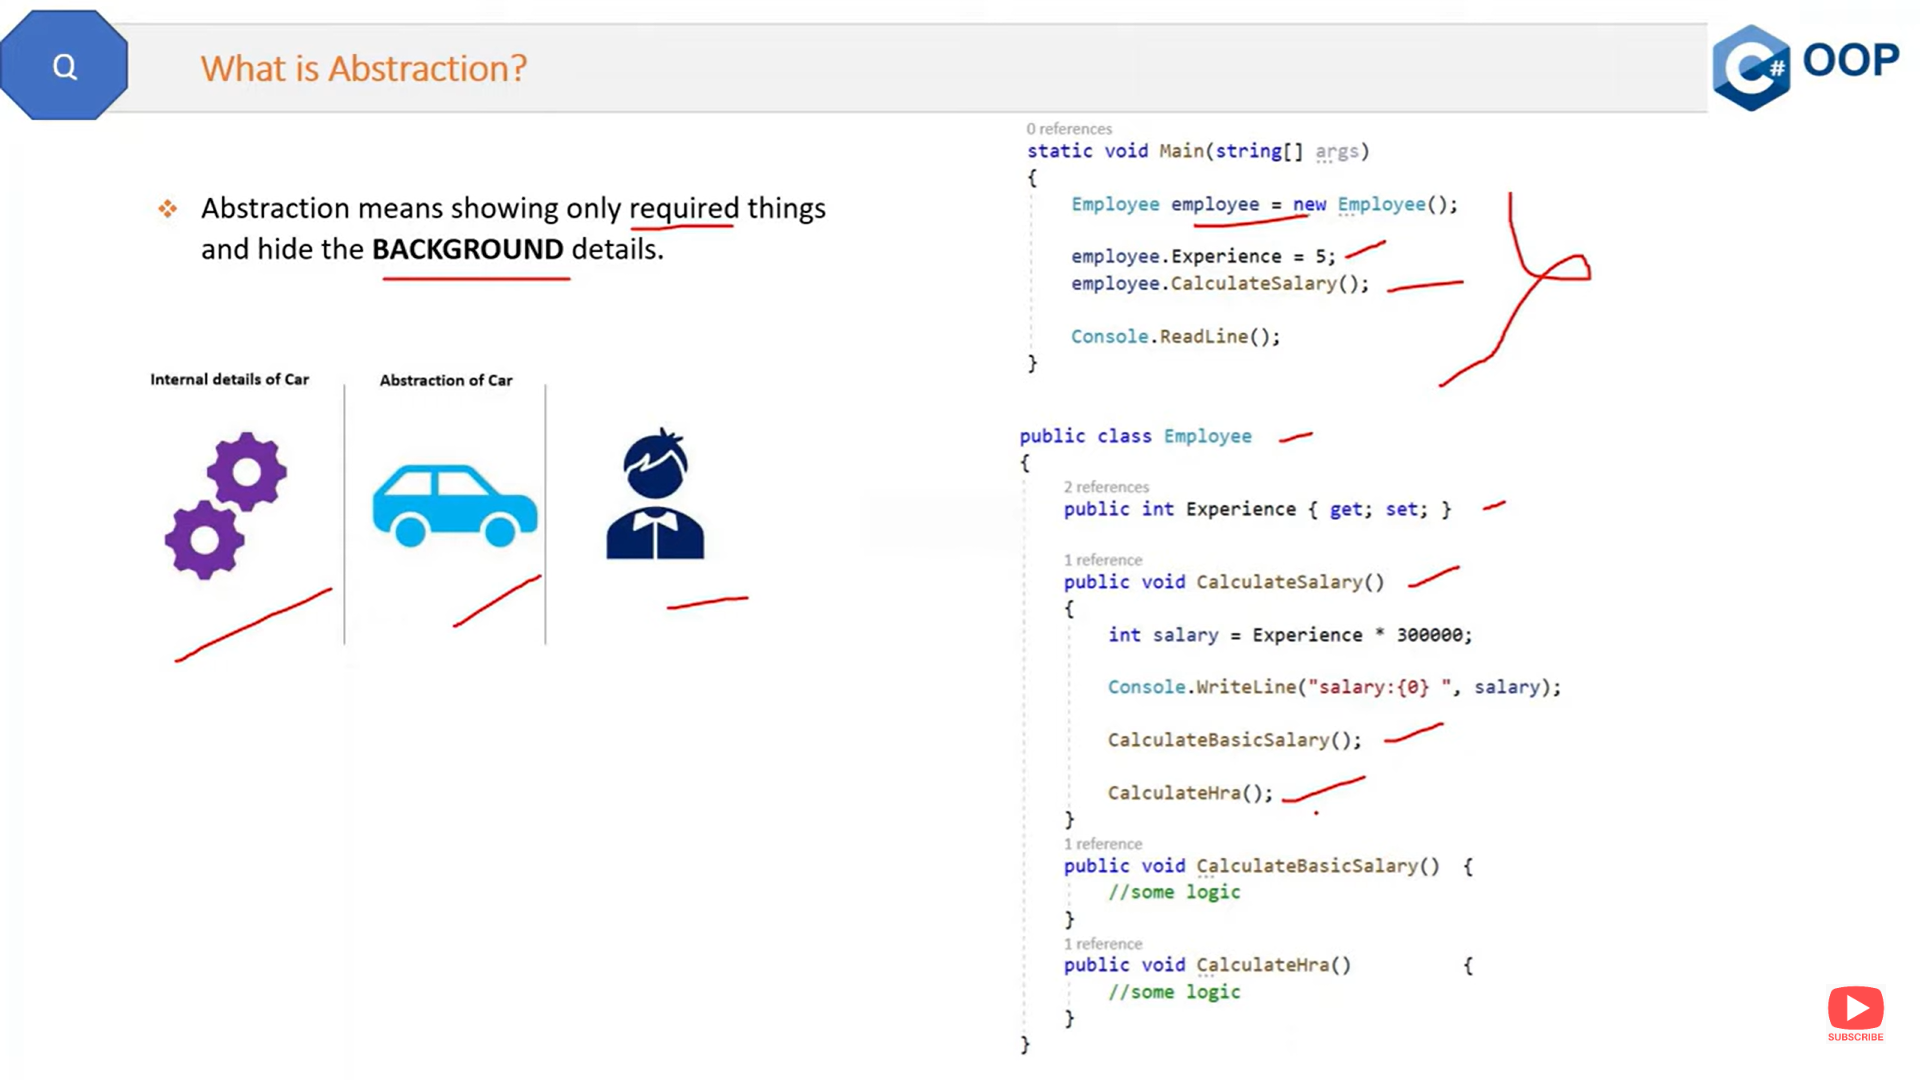 Q
What is Abstraction?
C# OOP
❖ Abstraction means showing only required things
and hide the BACKGROUND details.
Internal details of Car
Abstraction of Car
0 references
static void Main(string[] args)
{
Employee employee = new Employee();
employee.Experience = 5;
employee.CalculateSalary();
Console.ReadLine();
}
public class Employee
{
2 references
public int Experience { get; set; }
1 reference
public void CalculateSalary()
{
int salary = Experience * 300000;
Console.WriteLine("salary:{0} ", salary);
CalculateBasicSalary();
CalculateHra();
}
1 reference
public void CalculateBasicSalary() {
//some logic
}
1 reference
public void CalculateHra() {
//some logic
}
}
SUBSCRIBE